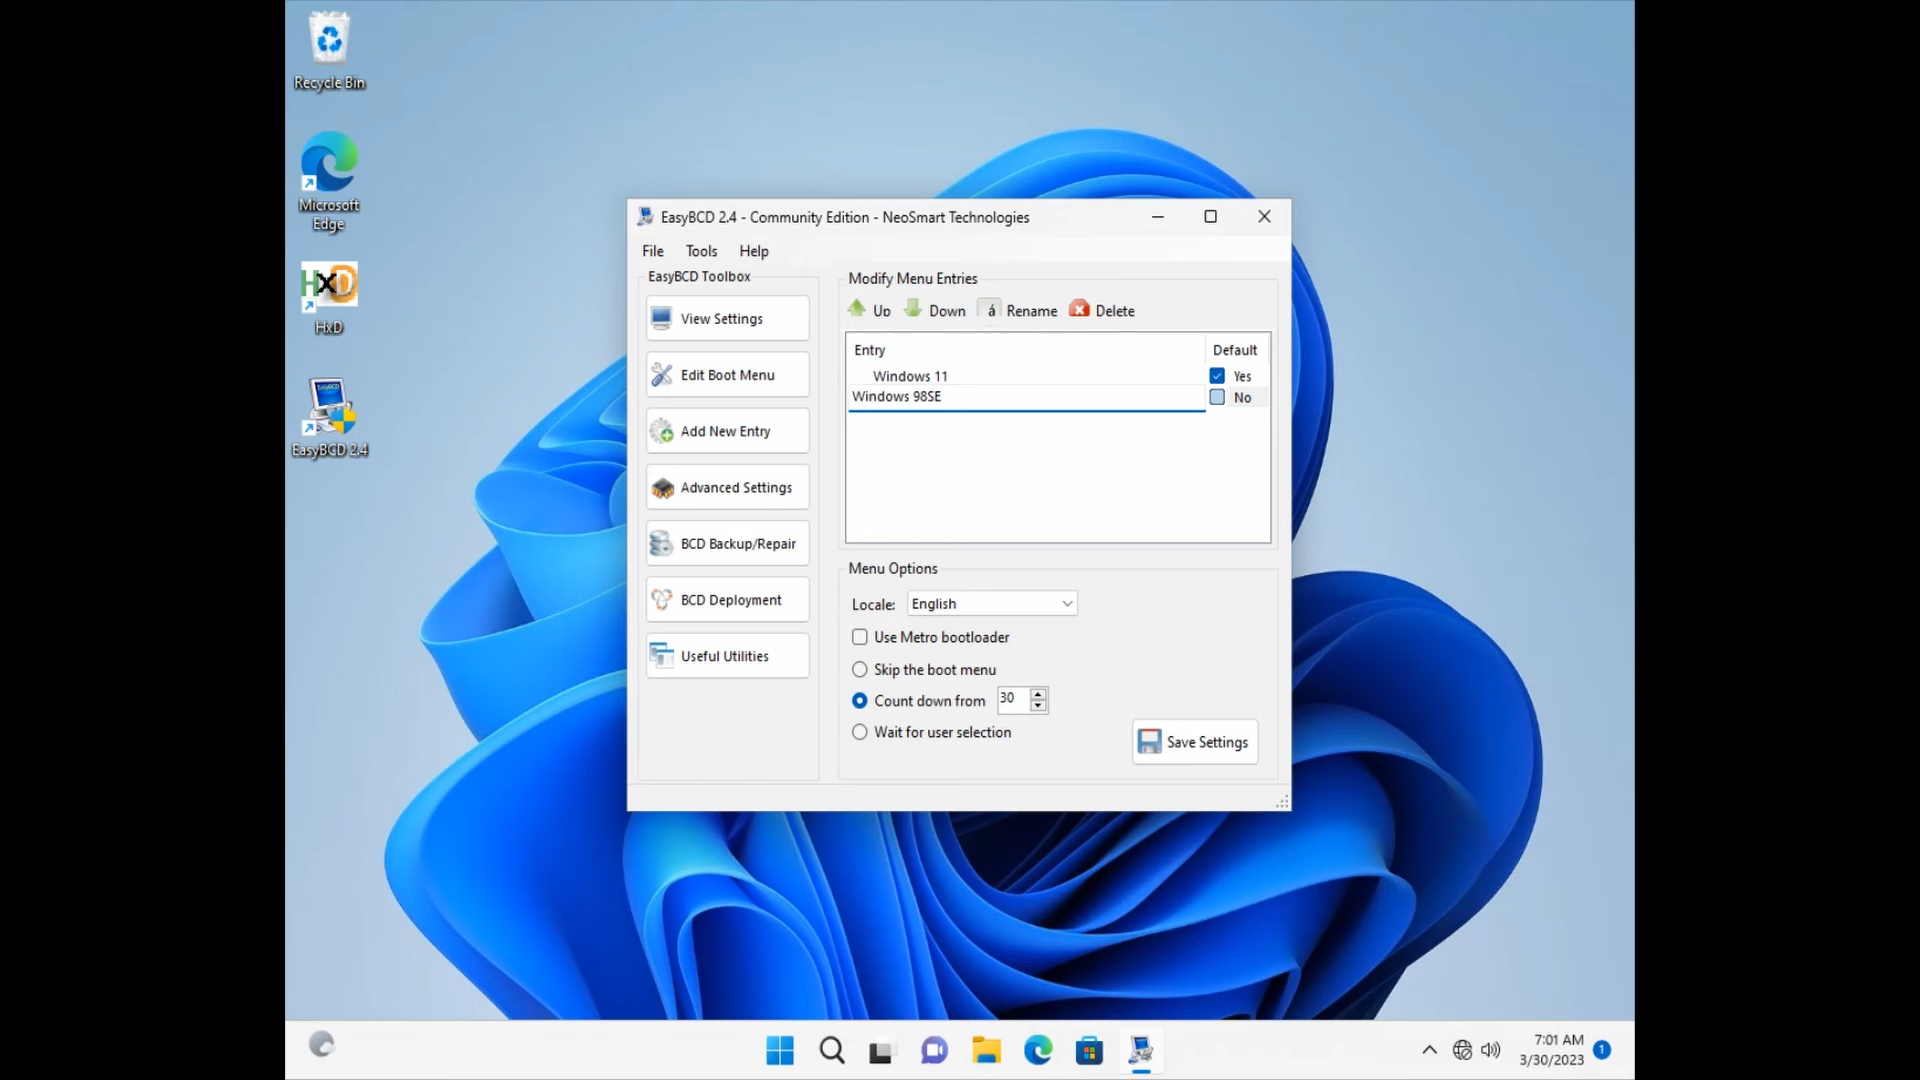 Recycle Bin
Microsoft
Edge
HxD
HxD
EasyBCD
EasyBCD 2.4
EasyBCD 2.4 - Community Edition - NeoSmart Technologies
File Tools Help
EasyBCD Toolbox
View Settings
Edit Boot Menu
Add New Entry
Advanced Settings
BCD Backup/Repair
BCD Deployment
Useful Utilities
Modify Menu Entries
Up Down á Rename Delete
Entry Default
Windows 11 Yes
Windows 98SE No
Menu Options
Locale: English
Use Metro bootloader
Skip the boot menu
Count down from 30
Wait for user selection
Save Settings
7:01 AM
3/30/2023
1